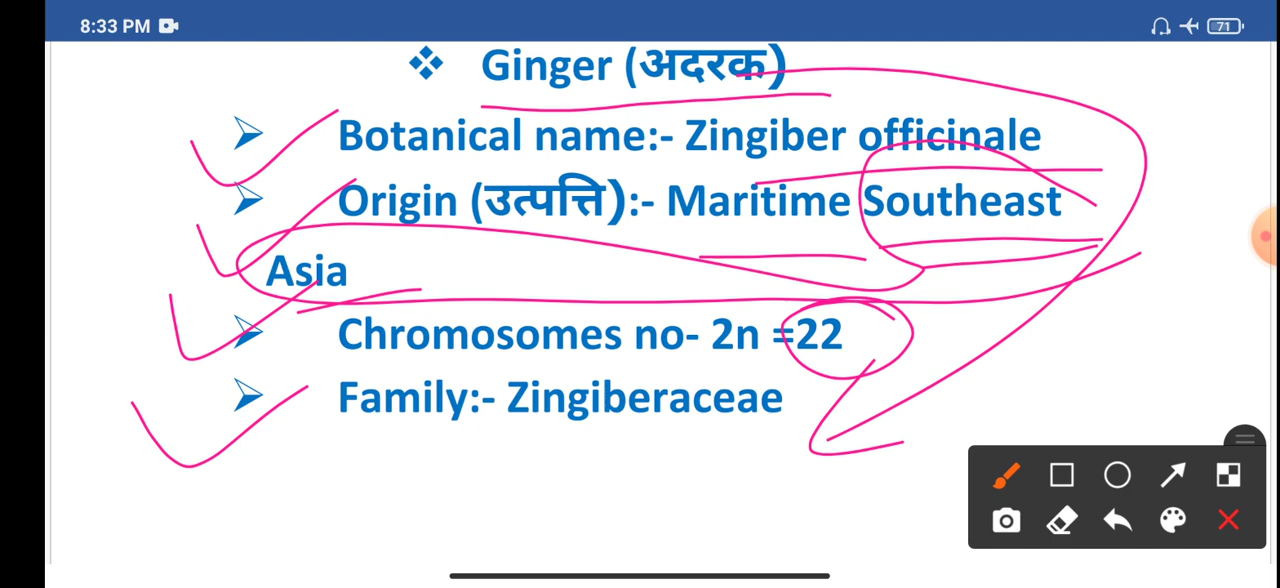 8:33 PM
71
❖ Ginger (अदरक)
➢ Botanical name:- Zingiber officinale
➢ Origin (उत्पत्ति):- Maritime Southeast
Asia
➢ Chromosomes no- 2n =22
➢ Family:- Zingiberaceae